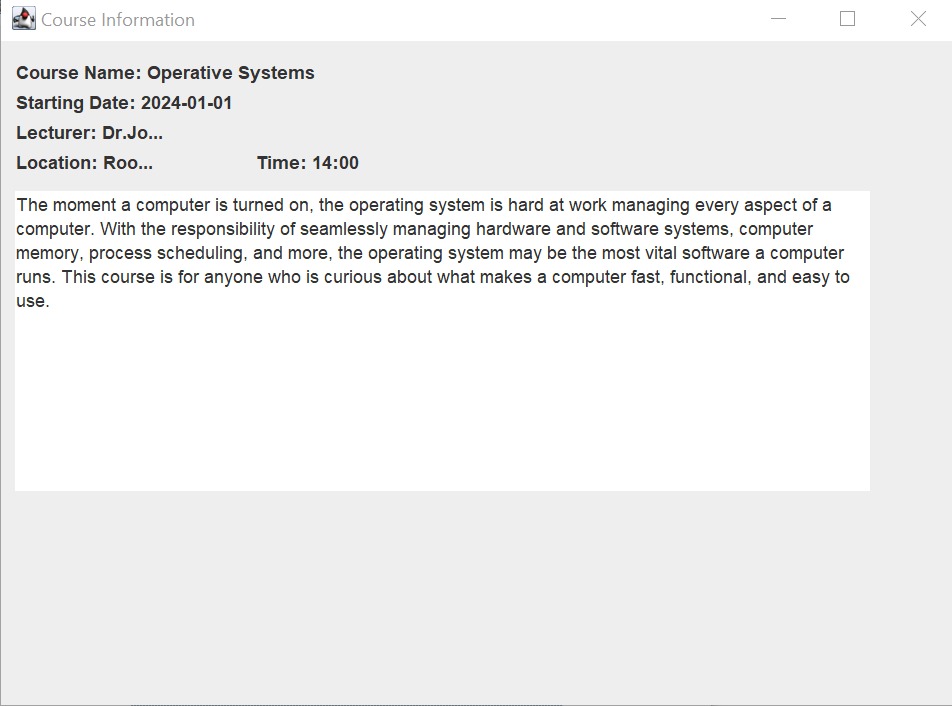 Course Information
Course Name: Operative Systems
Starting Date: 2024-01-01
Lecturer: Dr.Jo...
Location: Roo... Time: 14:00
The moment a computer is turned on, the operating system is hard at work managing every aspect of a
computer. With the responsibility of seamlessly managing hardware and software systems, computer
memory, process scheduling, and more, the operating system may be the most vital software a computer
runs. This course is for anyone who is curious about what makes a computer fast, functional, and easy to
use.